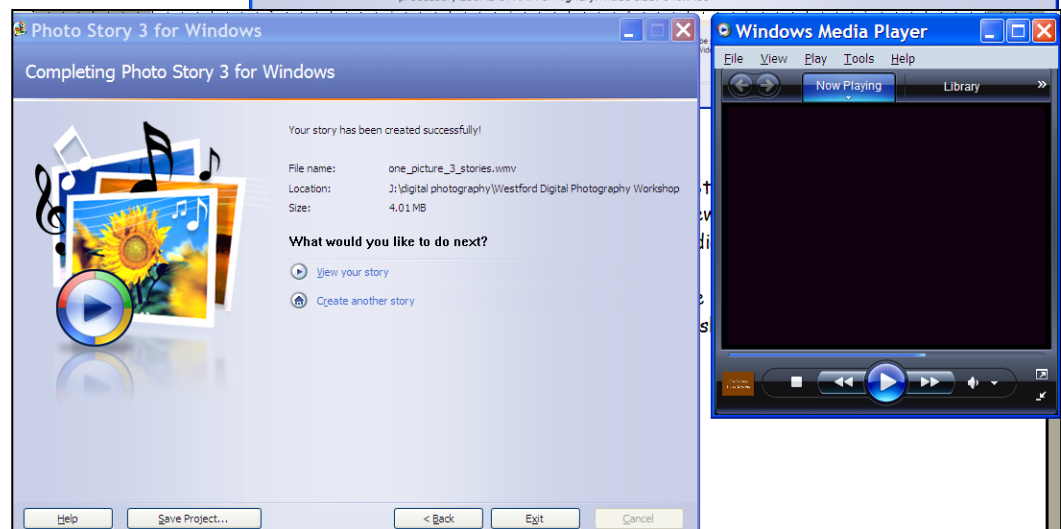 Photo Story 3 for Windows
Completing Photo Story 3 for Windows
Your story has been created successfully!
File name: one_picture_3_stories.wmv
Location: J:\digital photography\Westford Digital Photography Workshop
Size: 4.01 MB
What would you like to do next?
View your story
Create another story
Help
Save Project...
< Back
Exit
Cancel
Windows Media Player
File View Play Tools Help
Now Playing
Library
»